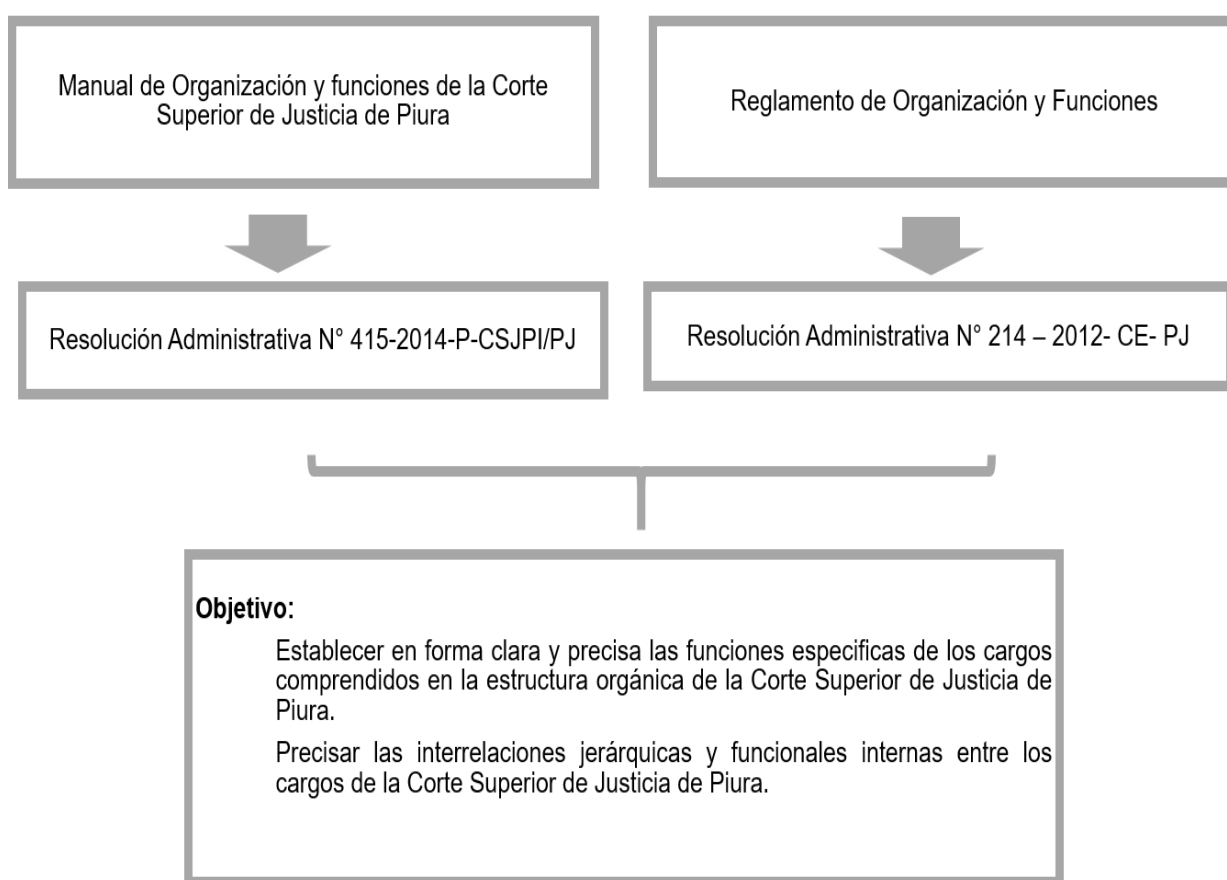 Manual de Organización y funciones de la Corte
Superior de Justicia de Piura
Reglamento de Organización y Funciones
Resolución Administrativa N° 415-2014-P-CSJPI/PJ
Resolución Administrativa N° 214 – 2012- CE- PJ
Objetivo:
Establecer en forma clara y precisa las funciones especificas de los cargos
comprendidos en la estructura orgánica de la Corte Superior de Justicia de
Piura.
Precisar las interrelaciones jerárquicas y funcionales internas entre los
cargos de la Corte Superior de Justicia de Piura.